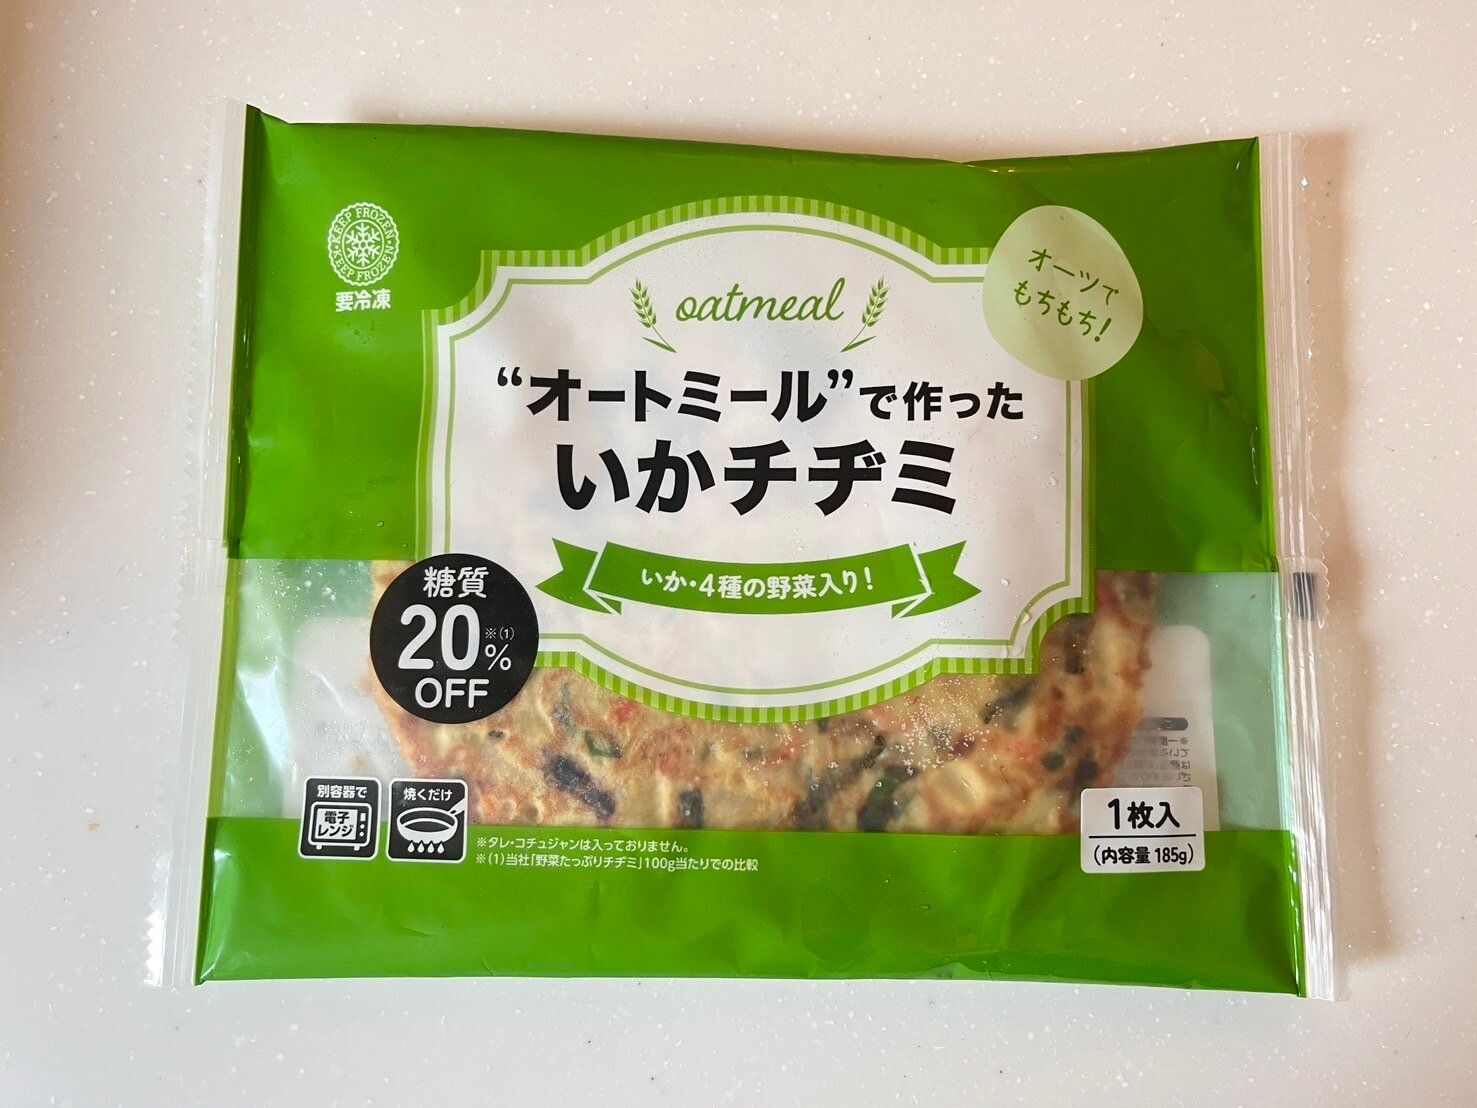 KEEP FROZEN・KEEP FROZEN・
要冷凍
oatmeal
オーツで
もちもち!
“オートミール”で作った
いかチヂミ
いか・4種の野菜入り!
糖質
20%※(1)
OFF
別容器で
電子
レンジ
焼くだけ
※タレ・コチュジャンは入っておりません。
※(1)当社「野菜たっぷりチヂミ」100g当たりでの比較
1枚入
(内容量 185g)